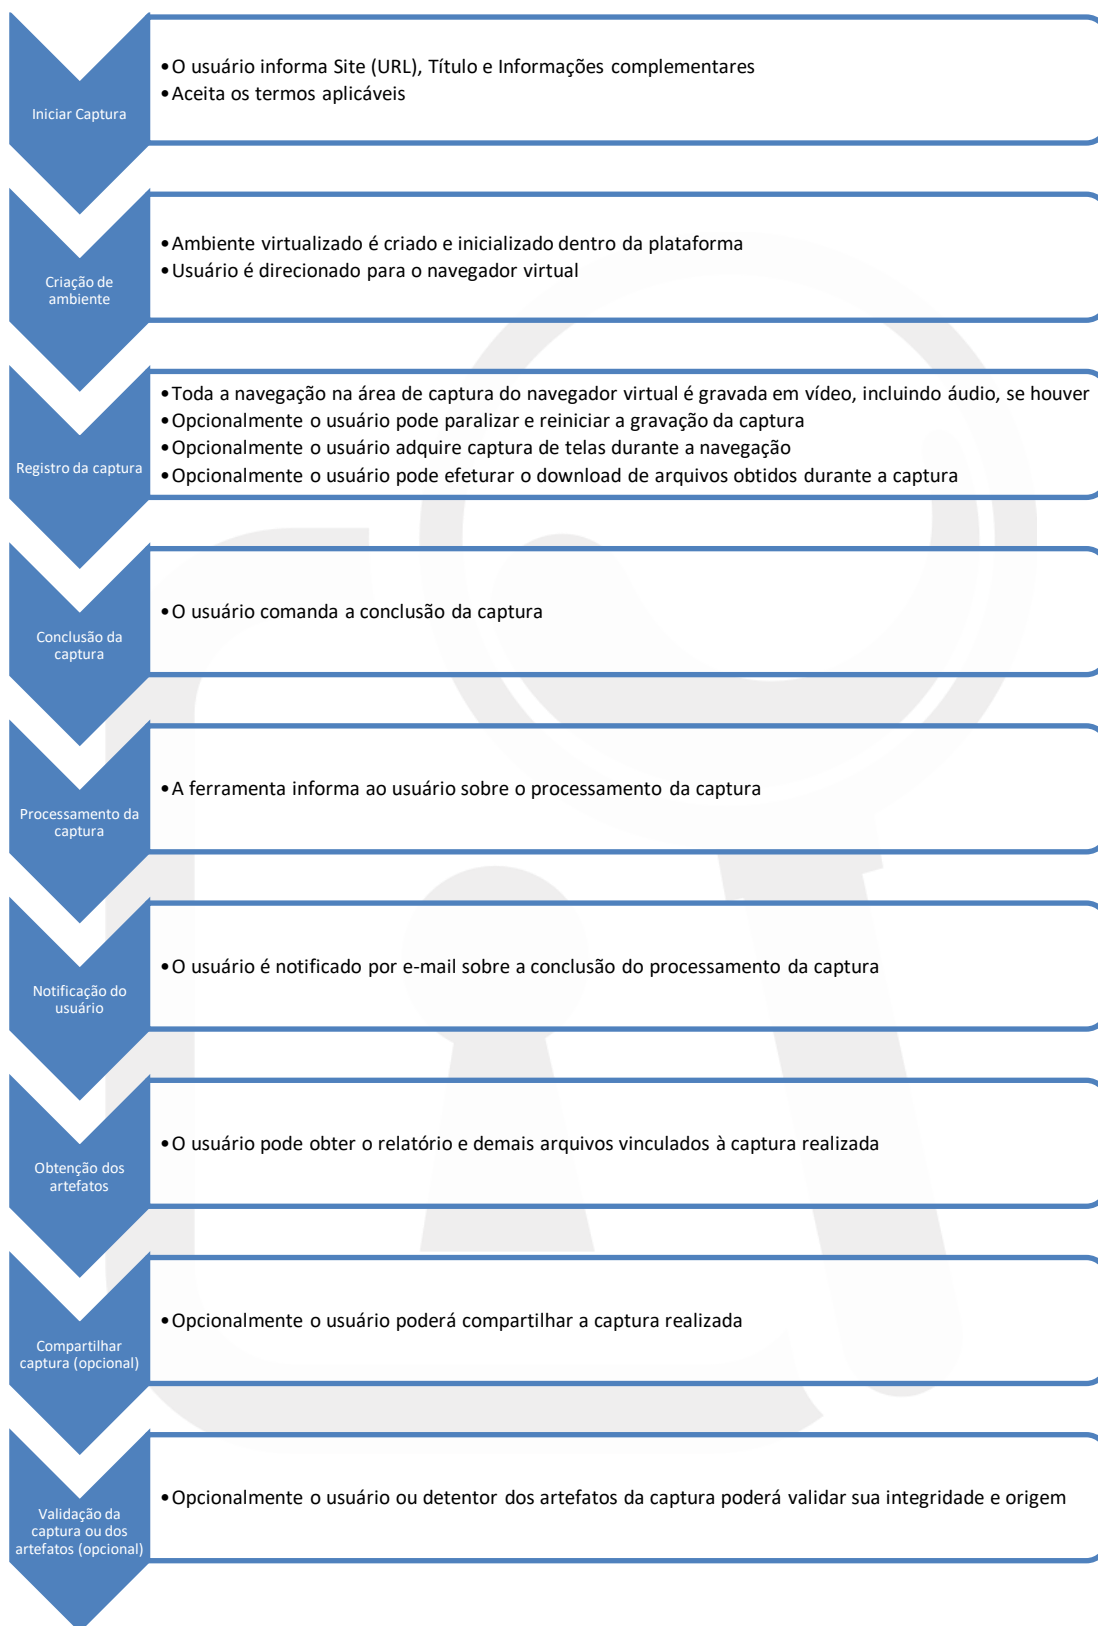 Iniciar Captura
•O usuário informa Site (URL), Título e Informações complementares
•Aceita os termos aplicáveis
Criação de
ambiente
•Ambiente virtualizado é criado e inicializado dentro da plataforma
•Usuário é direcionado para o navegador virtual
Registro da captura
•Toda a navegação na área de captura do navegador virtual é gravada em vídeo, incluindo áudio, se houver
•Opcionalmente o usuário pode paralizar e reiniciar a gravação da captura
•Opcionalmente o usuário adquire captura de telas durante a navegação
•Opcionalmente o usuário pode efeturar o download de arquivos obtidos durante a captura
Conclusão da
captura
•O usuário comanda a conclusão da captura
Processamento da
captura
•A ferramenta informa ao usuário sobre o processamento da captura
Notificação do
usuário
•O usuário é notificado por e-mail sobre a conclusão do processamento da captura
Obtenção dos
artefatos
•O usuário pode obter o relatório e demais arquivos vinculados à captura realizada
Compartilhar
captura (opcional)
•Opcionalmente o usuário poderá compartilhar a captura realizada
Validação da
captura ou dos
artefatos (opcional)
•Opcionalmente o usuário ou detentor dos artefatos da captura poderá validar sua integridade e origem